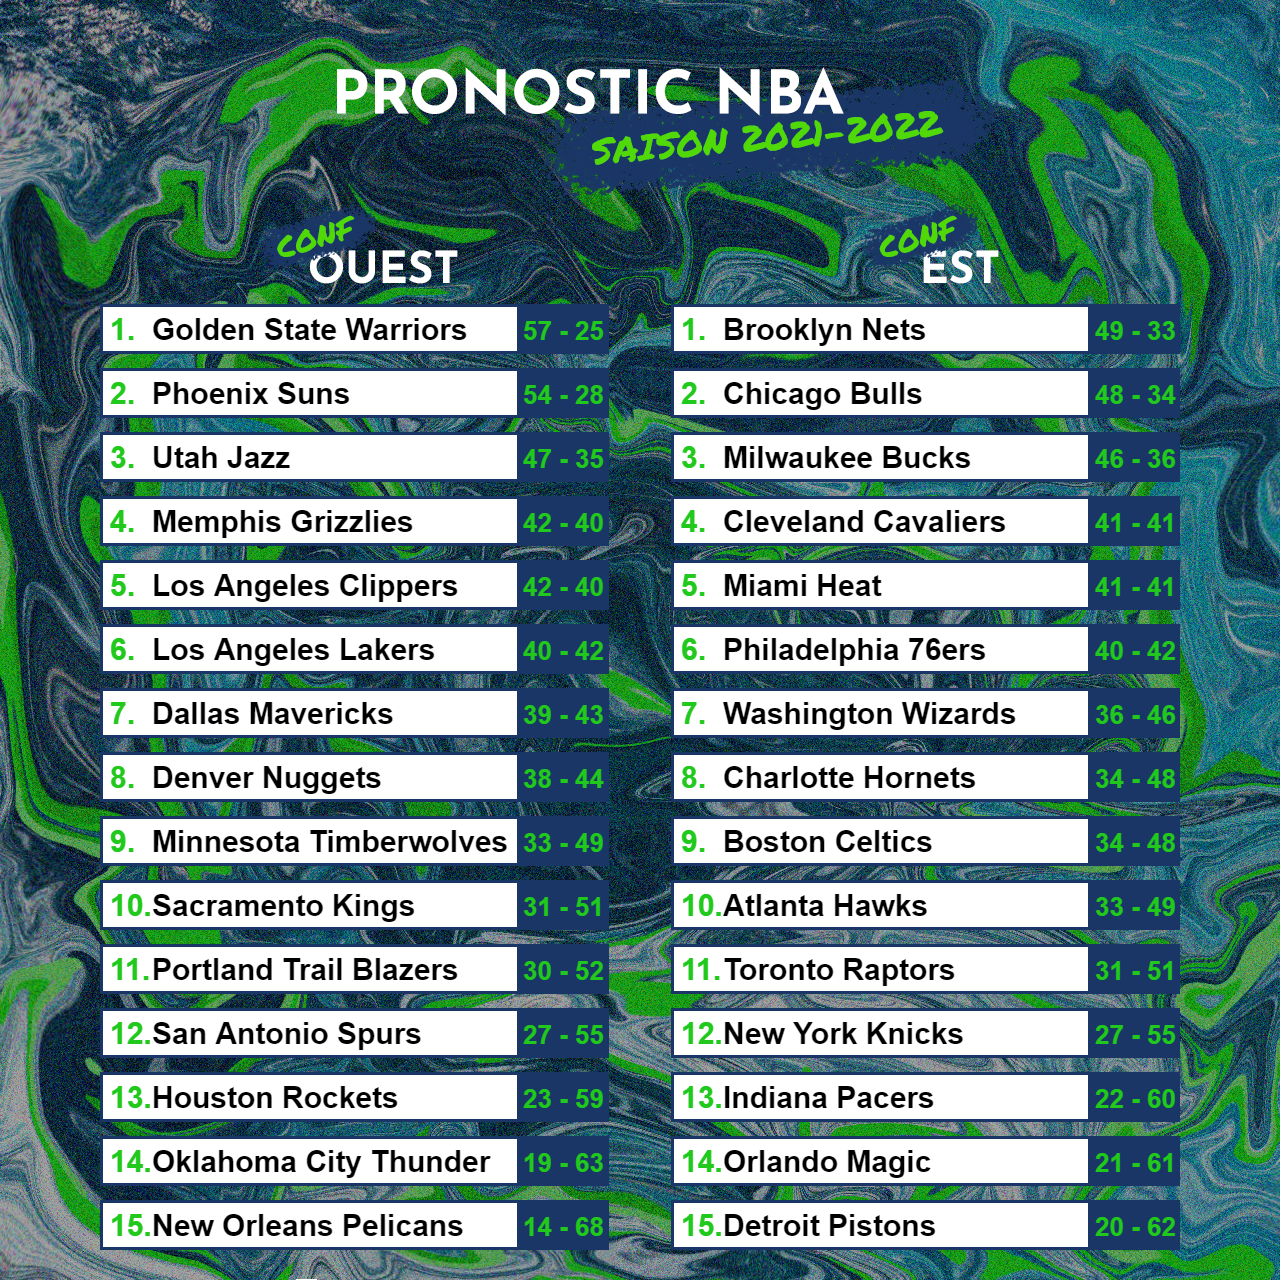 PRONOSTIC NBA
SAISON 2021-2022
CONF
OUEST
1. Golden State Warriors 57 - 25
2. Phoenix Suns 54 - 28
3. Utah Jazz 47 - 35
4. Memphis Grizzlies 42 - 40
5. Los Angeles Clippers 42 - 40
6. Los Angeles Lakers 40 - 42
7. Dallas Mavericks 39 - 43
8. Denver Nuggets 38 - 44
9. Minnesota Timberwolves 33 - 49
10. Sacramento Kings 31 - 51
11. Portland Trail Blazers 30 - 52
12. San Antonio Spurs 27 - 55
13. Houston Rockets 23 - 59
14. Oklahoma City Thunder 19 - 63
15. New Orleans Pelicans 14 - 68
CONF
EST
1. Brooklyn Nets 49 - 33
2. Chicago Bulls 48 - 34
3. Milwaukee Bucks 46 - 36
4. Cleveland Cavaliers 41 - 41
5. Miami Heat 41 - 41
6. Philadelphia 76ers 40 - 42
7. Washington Wizards 36 - 46
8. Charlotte Hornets 34 - 48
9. Boston Celtics 34 - 48
10. Atlanta Hawks 33 - 49
11. Toronto Raptors 31 - 51
12. New York Knicks 27 - 55
13. Indiana Pacers 22 - 60
14. Orlando Magic 21 - 61
15. Detroit Pistons 20 - 62